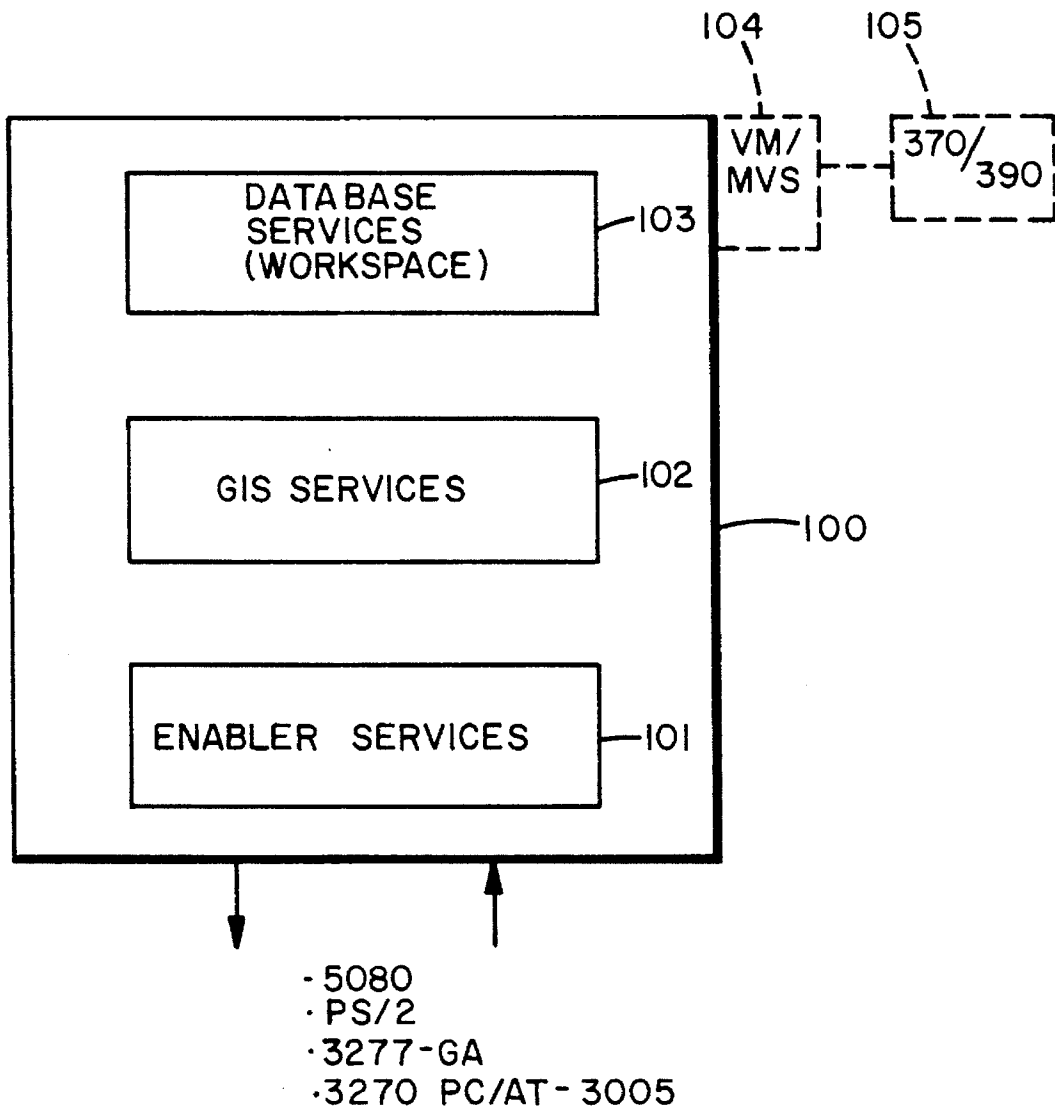 104
105
VM/
MVS
370/
390
DATABASE
SERVICES
(WORKSPACE)
103
GIS SERVICES
102
100
ENABLER SERVICES
101
- 5080
· PS/2
·3277-GA
·3270 PC/AT-3005